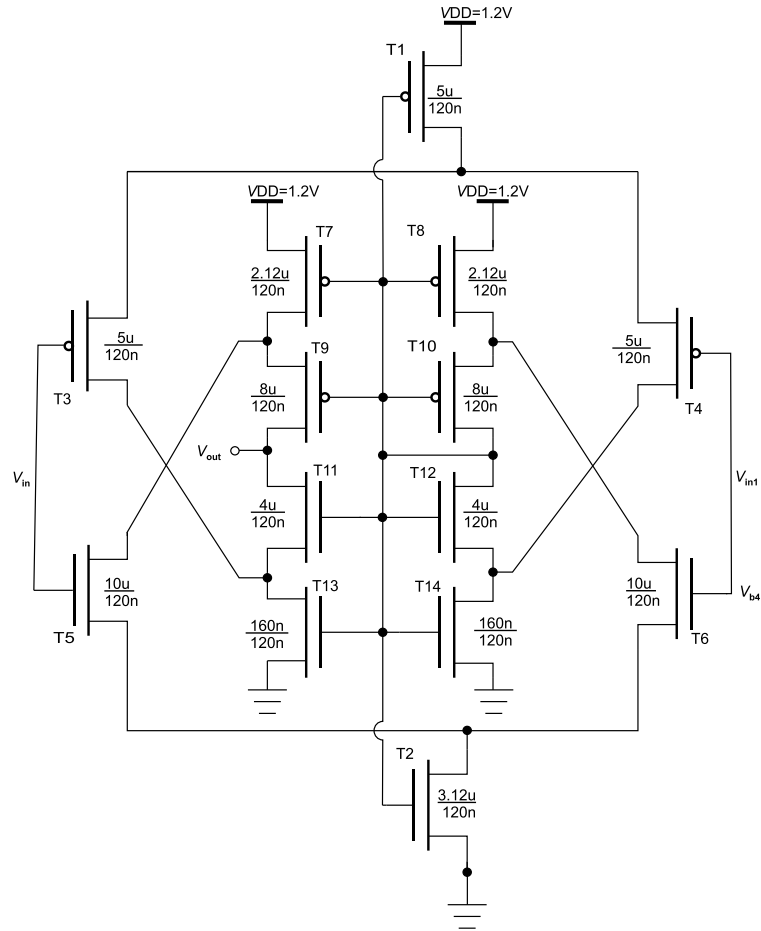 VDD=1.2V
T1
5u
120n
VDD=1.2V
VDD=1.2V
T7
T8
2.12u
120n
2.12u
120n
5u
120n
T3
T9
T10
5u
120n
T4
8u
120n
8u
120n
Vout
Vin
T11
T12
Vin1
4u
120n
4u
120n
10u
120n
T5
T13
T14
10u
120n
Vb4
T6
160n
120n
160n
120n
T2
3.12u
120n